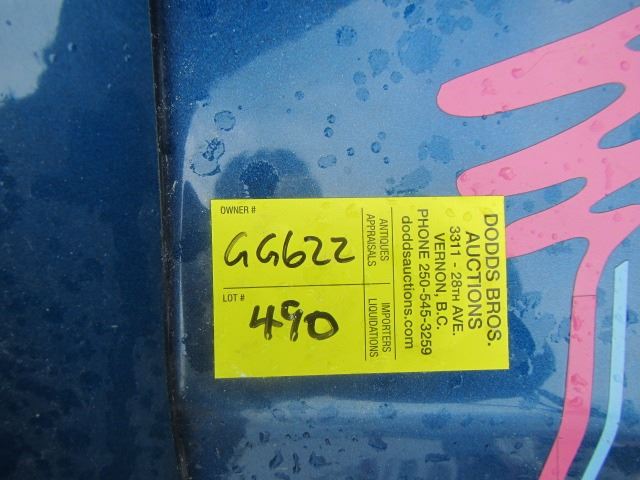 OWNER #
GG622
LOT #
490
ANTIQUES
APPRAISALS
IMPORTERS
LIQUIDATIONS
DODDS BROS.
AUCTIONS
3311 - 28TH AVE.
VERNON, B.C.
PHONE 250-545-3259
doddsauctions.com